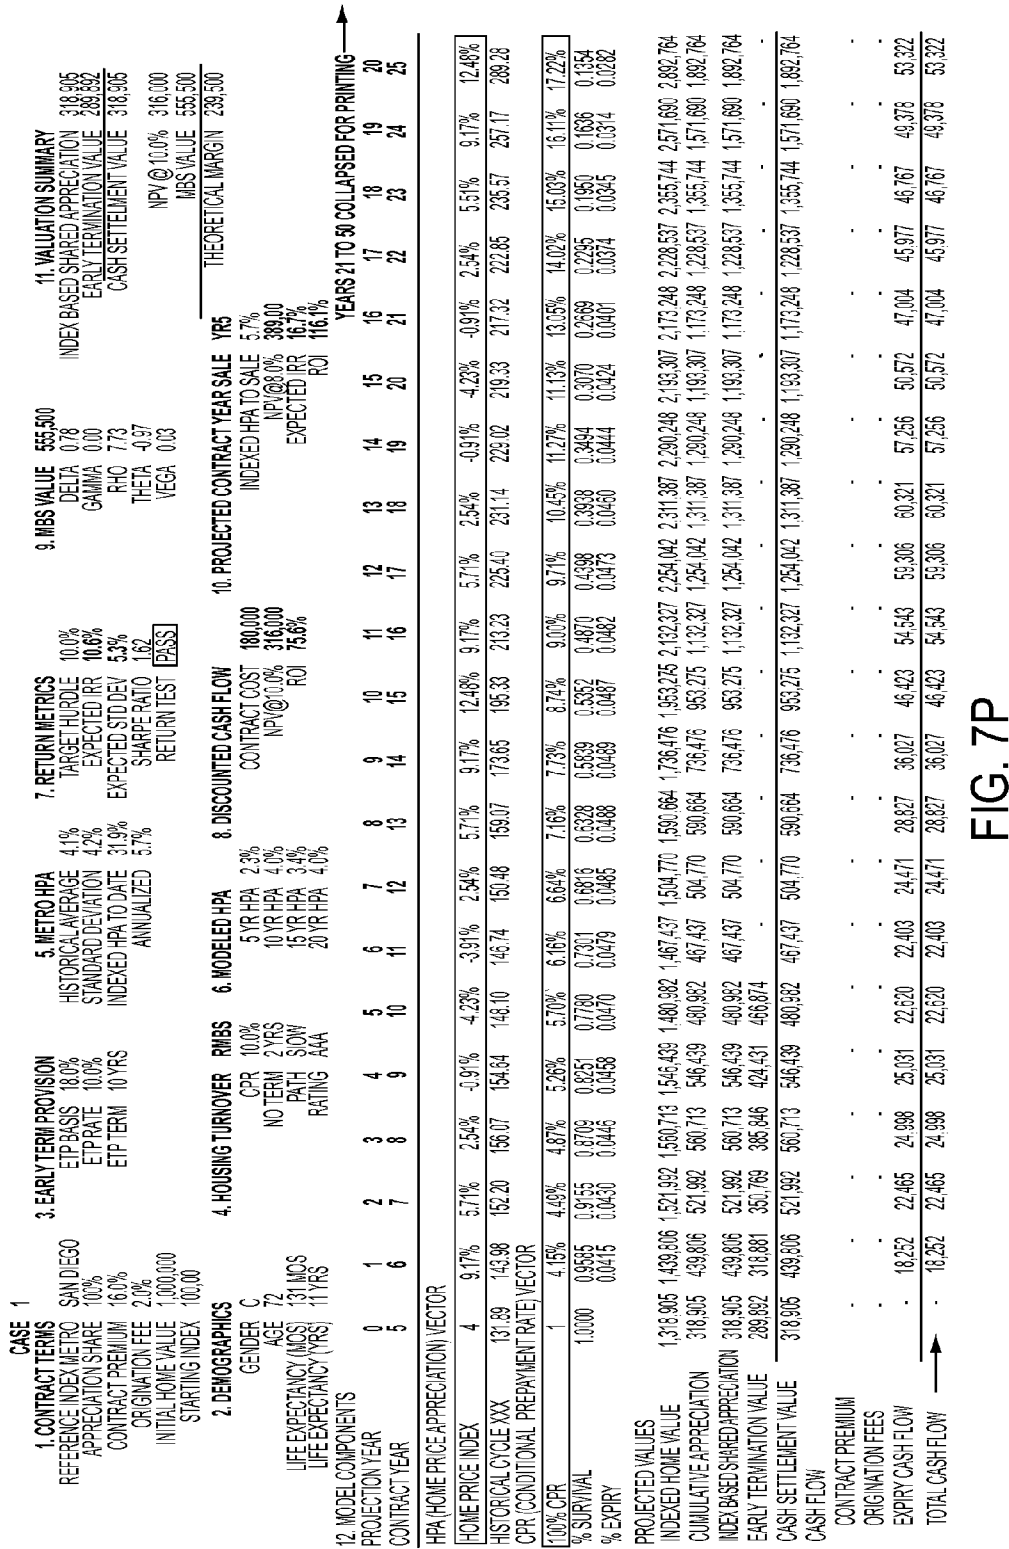 CASE 1
1. CONTRACT TERMS
REFERENCE INDEX METRO SAN DIEGO
APPRECIATION SHARE 100%
CONTRACT PREMIUM 16.0%
ORIGINATION FEE 2.0%
INITIAL HOME VALUE 1,000,000
STARTING INDEX 100,00
2. DEMOGRAPHICS
GENDER C
AGE 72
LIFE EXPECTANCY (MOS) 131 MOS
LIFE EXPECTANCY (YRS) 11 YRS
3. EARLY TERM PROVISION
ETP BASIS 18.0%
ETP RATE 10.0%
ETP TERM 10 YRS
4. HOUSING TURNOVER RMBS
CPR 10.0%
NO TERM 2 YRS
PATH SlOW
RATING AAA
5. METRO HPA
HISTORICAL AVERAGE 4.1%
STANDARD DEVIATION 4.2%
INDEXED HPA TO DATE 31.9%
ANNUALIZED 5.7%
6. MODELED HPA
5 YR HPA 2.3%
10 YR HPA 4.0%
15 YR HPA 3.4%
20 YR HPA 4.0%
7. RETURN METRICS
TARGET HURDLE 10.0%
EXPECTED IRR 10.6%
EXPECTED STD DEV 5.3%
SHARPE RATIO 1.62
RETURN TEST PASS
8. DISCOUNTED CASH FLOW
CONTRACT COST 180,000
NPV@10.0% 316,000
ROI 75.6%
9. MBS VALUE 555,500
DELTA 0.78
GAMMA 0.00
RHO 7.73
THETA -0.97
VEGA 0.03
10. PROJECTED CONTRACT YEAR SALE YR5
INDEXED HPA TO SALE 5.7%
NPV@8.0% 389,00
EXPECTED IRR 16.7%
ROI 116.1%
11. VALUATION SUMMARY
INDEX BASED SHARED APPRECIATION 318,905
EARLY TERMINATION VALUE 289,892
CASH SETTELMENT VALUE 318,905
NPV @ 10.0% 316,000
MBS VALUE 555,500
THEORETICAL MARGIN 239,500
12. MODEL COMPONENTS YEARS 21 TO 50 COLLAPSED FOR PRINTING
PROJECTION YEAR 0 1 2 3 4 5 6 7 8 9 10 11 12 13 14 15 16 17 18 19 20
CONTRACT YEAR 5 6 7 8 9 10 11 12 13 14 15 16 17 18 19 20 21 22 23 24 25
HPA (HOME PRICE APPRECIATION) VECTOR
HOME PRICE INDEX 4 9.17% 5.71% 2.54% -0.91% -4.23% -3.91% 2.54% 5.71% 9.17% 12.48% 9.17% 5.71% 2.54% -0.91% -4.23% -0.91% 2.54% 5.51% 9.17% 12.48%
HISTORICAL CYCLE XXX 131.89 143.98 152.20 156.07 154.64 148.10 146.74 150.48 159.07 173.65 195.33 213.23 225.40 231.14 229.02 219.33 217.32 222.85 235.57 257.17 289.28
CPR (CONDITIONAL PREPAYMENT RATE) VECTOR
100% CPR 1 4.15% 4.49% 4.87% 5.26% 5.70% 6.16% 6.64% 7.16% 7.73% 8.74% 9.00% 9.71% 10.45% 11.27% 11.13% 13.05% 14.02% 15.03% 16.11% 17.22%
% SURVIVAL 1.0000 0.9585 0.9155 0.8709 0.8251 0.7780 0.7301 0.6816 0.6328 0.5839 0.5352 0.4870 0.4398 0.3938 0.3494 0.3070 0.2669 0.2295 0.1950 0.1636 0.1354
% EXPIRY 0.0415 0.0430 0.0446 0.0458 0.0470 0.0479 0.0485 0.0488 0.0489 0.0487 0.0482 0.0473 0.0460 0.0444 0.0424 0.0401 0.0374 0.0345 0.0314 0.0282
PROJECTED VALUES
INDEXED HOME VALUE 1,318,905 1,439,806 1,521,992 1,560,713 1,546,439 1,480,982 1,467,437 1,504,770 1,590,664 1,736,476 1,953,275 2,132,327 2,254,042 2,311,387 2,290,248 2,193,307 2,173,248 2,228,537 2,355,744 2,571,690 2,892,764
CUMULATIVE APPRECIATION 318,905 439,806 521,992 560,713 546,439 480,982 467,437 504,770 590,664 736,476 953,275 1,132,327 1,254,042 1,311,387 1,290,248 1,193,307 1,173,248 1,228,537 1,355,744 1,571,690 1,892,764
INDEX BASED SHARED APPRECIATION 318,905 439,806 521,992 560,713 546,439 480,982 467,437 504,770 590,664 736,476 953,275 1,132,327 1,254,042 1,311,387 1,290,248 1,193,307 1,173,248 1,228,537 1,355,744 1,571,690 1,892,764
EARLY TERMINATION VALUE 289,892 318,881 350,769 385,846 424,431 466,874 - - - - - - - - - - - - - - -
CASH SETTLEMENT VALUE 318,905 439,806 521,992 560,713 546,439 480,982 467,437 504,770 590,664 736,476 953,275 1,132,327 1,254,042 1,311,387 1,290,248 1,193,307 1,173,248 1,228,537 1,355,744 1,571,690 1,892,764
CASH FLOW
CONTRACT PREMIUM - - - - - - - - - - - - - - - - - - - -
ORIGINATION FEES - - - - - - - - - - - - - - - - - - - -
EXPIRY CASH FLOW - 18,252 22,465 24,998 25,031 22,620 22,403 24,471 28,827 36,027 46,423 54,543 59,306 60,321 57,256 50,572 47,004 45,977 46,767 49,378 53,322
TOTAL CASH FLOW - 18,252 22,465 24,998 25,031 22,620 22,403 24,471 28,827 36,027 46,423 54,543 59,306 60,321 57,256 50,572 47,004 45,977 46,767 49,378 53,322
FIG. 7P